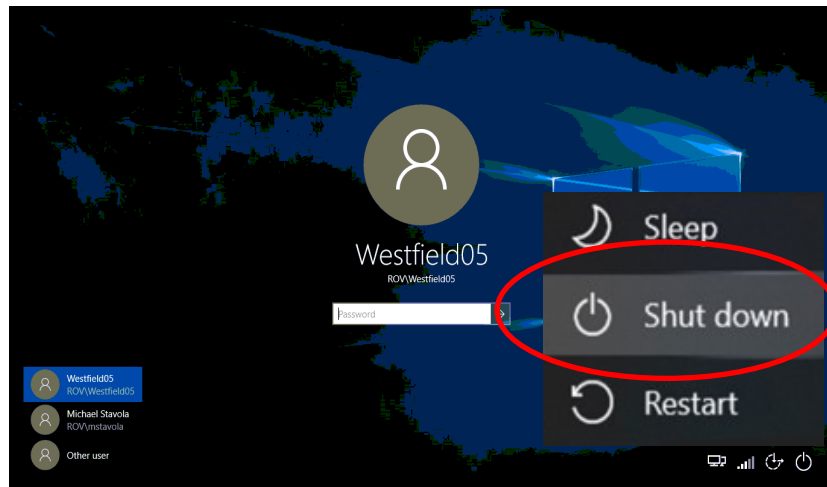 Westfield05
ROV\Westfield05
Password
Sleep
Shut down
Restart
Westfield05
ROV\Westfield05
Michael Stavola
ROV\mstavola
Other user